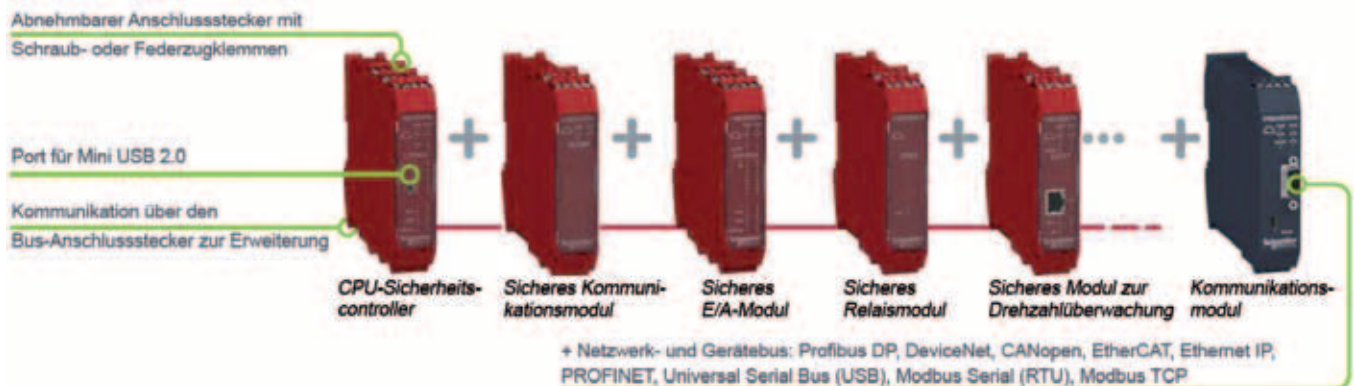 Abnehmbarer Anschlussstecker mit
Schraub- oder Federzugklemmen
Port für Mini USB 2.0
Kommunikation über den
Bus-Anschlussstecker zur Erweiterung
CPU-Sicherheits-
controller
Sicheres Kommuni-
kationsmodul
Sicheres
E/A-Modul
Sicheres
Relaismodul
Sicheres Modul zur
Drehzahlüberwachung
Kommunikations-
modul
+ Netzwerk- und Gerätebus: Profibus DP, DeviceNet, CANopen, EtherCAT, Ethernet IP,
PROFINET, Universal Serial Bus (USB), Modbus Serial (RTU), Modbus TCP